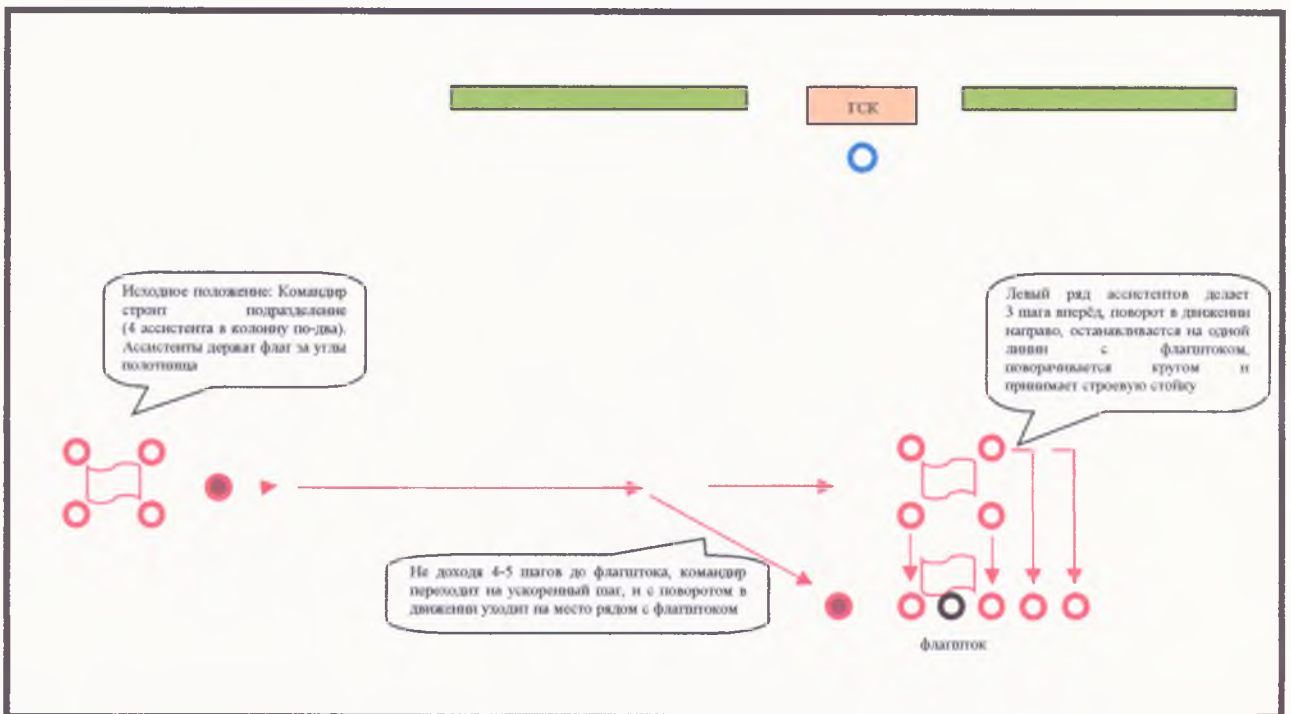 ГСК
Исходное положение: Командир
строит подразделение
(4 ассистента в колонну по-два).
Ассистенты держат флаг за углы
полотнища
Левый ряд ассистентов делает
3 шага вперёд, поворот в движении
направо, останавливается на одной
линии с флагштоком,
поворачивается кругом и
принимает строевую стойку
Не доходя 4-5 шагов до флагштока, командир
переходит на ускоренный шаг, и с поворотом в
движении уходит на место рядом с флагштоком
флагшток